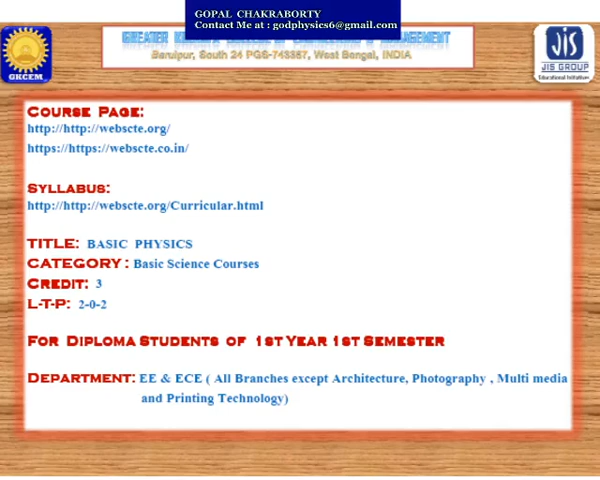 GOPAL CHAKRABORTY
Contact Me at : godphysics6@gmail.com
GREATER MANAGEMENT
Baruipur, South 24 PGS-743387, West Bengal, INDIA
GKCEM
JIS
JIS GROUP
Educational Initiatives
COURSE PAGE:
http://http://webscte.org/
https://https://webscte.co.in/
SYLLABUS:
http://http://webscte.org/Curricular.html
TITLE: BASIC PHYSICS
CATEGORY : Basic Science Courses
CREDIT: 3
L-T-P: 2-0-2
FOR DIPLOMA STUDENTS OF 1ST YEAR 1ST SEMESTER
DEPARTMENT: EE & ECE ( All Branches except Architecture, Photography , Multi media
and Printing Technology)